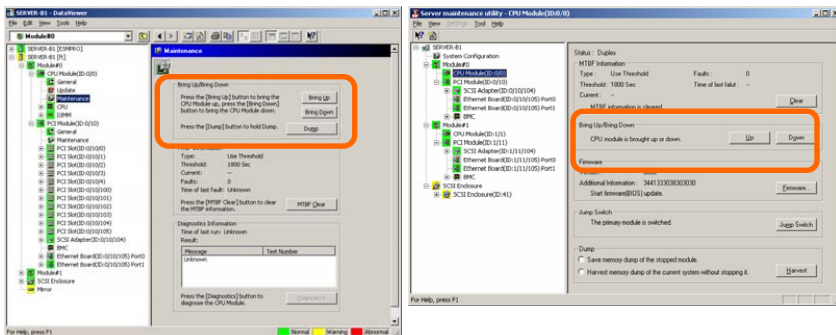 SERVER-B1 - DataViewer
File Edit View Tools Help
Module#0
SERVER-B1 [ESMPRO]
SERVER-B1 [ft]
Module#0
CPU Module(ID:0/0)
General
Update
Maintenance
CPU
DIMM
PCI Module(ID:0/10)
General
Maintenance
PCI Slot(ID:0/10/0)
PCI Slot(ID:0/10/1)
PCI Slot(ID:0/10/2)
PCI Slot(ID:0/10/3)
PCI Slot(ID:0/10/4)
PCI Slot(ID:0/10/100)
PCI Slot(ID:0/10/101)
PCI Slot(ID:0/10/102)
PCI Slot(ID:0/10/103)
PCI Slot(ID:0/10/104)
PCI Slot(ID:0/10/105)
SCSI Adapter(ID:0/10/104)
BMC
Ethernet Board(ID:0/10/105) Port0
Ethernet Board(ID:0/10/105) Port1
Module#1
SCSI Enclosure
Mirror
Maintenance
Bring Up/Bring Down
Press the [Bring Up] button to bring the
CPU Module up, press the [Bring Down]
button to bring the CPU Module down.
Bring Up
Bring Down
Press the [Dump] button to hold Dump.
Dump
Type: Use Threshold
Threshold: 1800 Sec
Current: --
Faults: 0
Time of last fault: Unknown
Press the [MTBF Clear] button to clear
the MTBF information.
MTBF Clear
Diagnostics Information
Time of last run: Unknown
Result:
Message Test Number
Unknown
Press the [Diagnostics] button to
diagnose the CPU Module.
Diagnostics
For Help, press F1
Normal Warning Abnormal
Server maintenance utility - CPU Module(ID:0/0)
File View Settings Tool Help
SERVER-B1
System Configuration
Module#0
CPU Module(ID:0/0)
PCI Module(ID:0/10)
SCSI Adapter(ID:0/10/104)
Ethernet Board(ID:0/10/105) Port0
Ethernet Board(ID:0/10/105) Port1
BMC
Module#1
CPU Module(ID:1/1)
PCI Module(ID:1/11)
SCSI Adapter(ID:1/11/104)
Ethernet Board(ID:1/11/105) Port0
Ethernet Board(ID:1/11/105) Port1
BMC
SCSI Enclosure
SCSI Enclosure(ID:41)
Status : Duplex
MTBF Information
Type : Use Threshold Faults : 0
Threshold : 1800 Sec Time of last falut : --
Current : --
MTBF information is cleared.
Clear
Bring Up/Bring Down
CPU module is brought up or down.
Up
Down
Firmware
Additional Information : 3441333038303030
Start firmware(BIOS) update.
Firmware...
Jump Switch
The primary module is switched.
Jump Switch
Dump
Save memory dump of the stopped module.
Harvest memory dump of the current system without stopping it.
Harvest
For Help, press F1